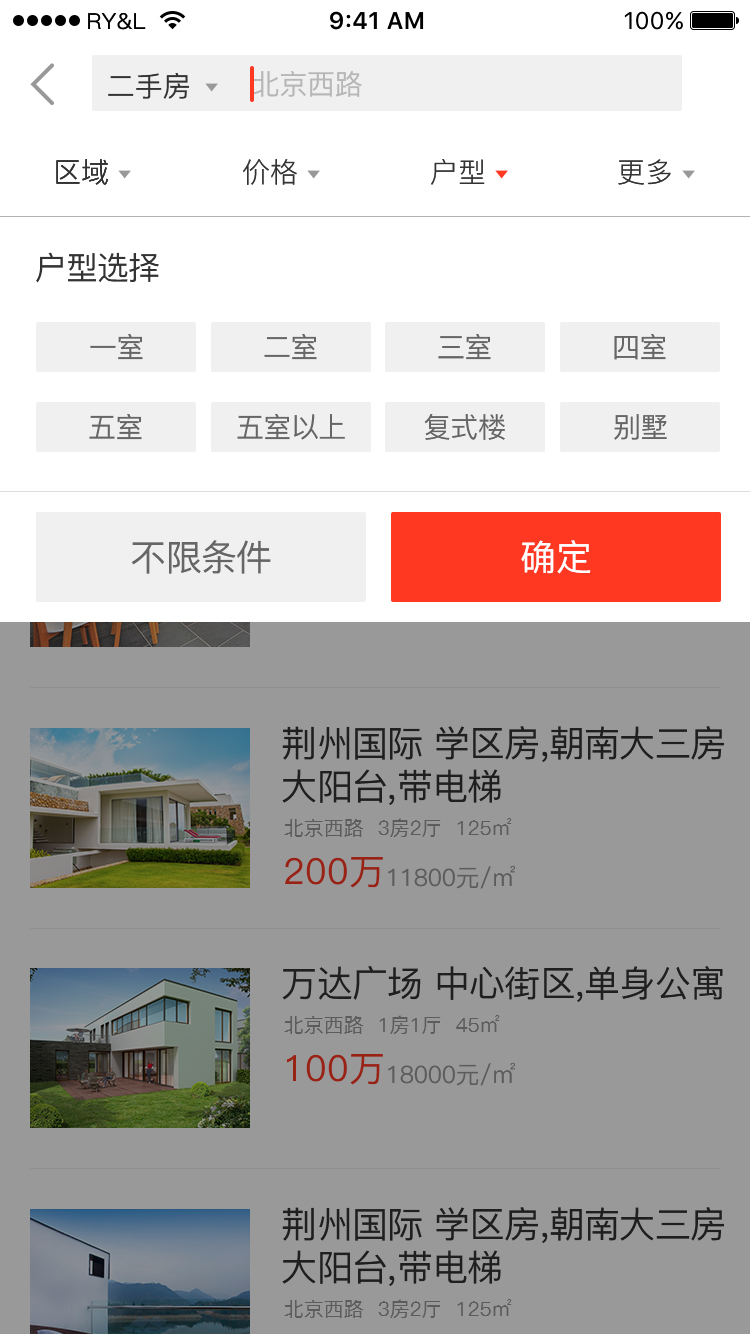 RY&L 9:41 AM 100%
二手房 北京西路
区域 价格 户型 更多
户型选择
一室 二室 三室 四室
五室 五室以上 复式楼 别墅
不限条件 确定
荆州国际 学区房,朝南大三房
大阳台,带电梯
北京西路 3房2厅 125㎡
200万11800元/㎡
万达广场 中心街区,单身公寓
北京西路 1房1厅 45㎡
100万18000元/㎡
荆州国际 学区房,朝南大三房
大阳台,带电梯
北京西路 3房2厅 125㎡